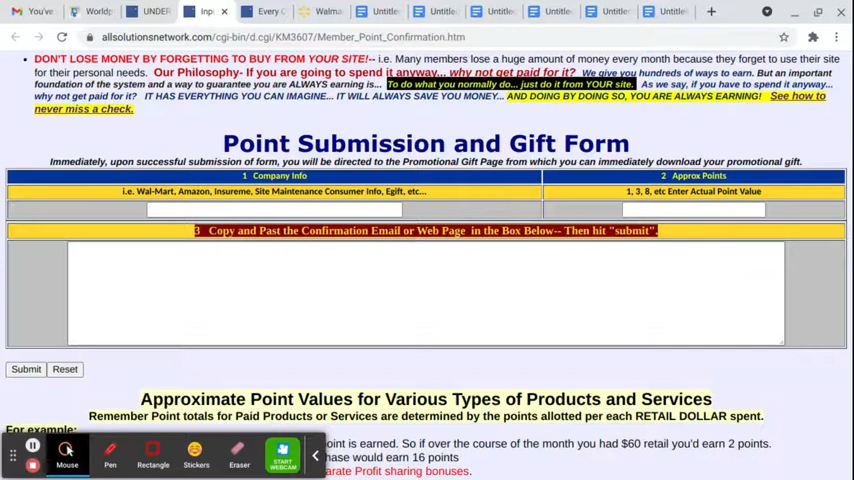 You've
Worldp
UNDER
Inp
Every C
Walma
Untitle
Untitle
Untitle
Untitle
Untitle
Untitle
allsolutionsnetwork.com/cgi-bin/d.cgi/KM3607/Member_Point_Confirmation.htm
DON'T LOSE MONEY BY FORGETTING TO BUY FROM YOUR SITE!-- i.e. Many members lose a huge amount of money every month because they forget to use their site
for their personal needs. Our Philosophy- If you are going to spend it anyway... why not get paid for it? We give you hundreds of ways to earn. But an important
foundation of the system and a way to guarantee you are ALWAYS earning is... To do what you normally do... just do it from YOUR site. As we say, if you have to spend it anyway...
why not get paid for it? IT HAS EVERYTHING YOU CAN IMAGINE... IT WILL ALWAYS SAVE YOU MONEY... AND DOING BY DOING SO, YOU ARE ALWAYS EARNING! See how to
never miss a check.
Point Submission and Gift Form
Immediately, upon successful submission of form, you will be directed to the Promotional Gift Page from which you can immediately download your promotional gift.
1 Company Info
2 Approx Points
i.e. Wal-Mart, Amazon, Insureme, Site Maintenance Consumer Info, Egift, etc...
1, 3, 8, etc Enter Actual Point Value
3 Copy and Past the Confirmation Email or Web Page in the Box Below-- Then hit "submit".
Submit
Reset
Approximate Point Values for Various Types of Products and Services
Remember Point totals for Paid Products or Services are determined by the points allotted per each RETAIL DOLLAR spent.
For example:
point is earned. So if over the course of the month you had $60 retail you'd earn 2 points.
hase would earn 16 points
arate Profit sharing bonuses.
Mouse
Pen
Rectangle
Stickers
Eraser
START
WEBCAM